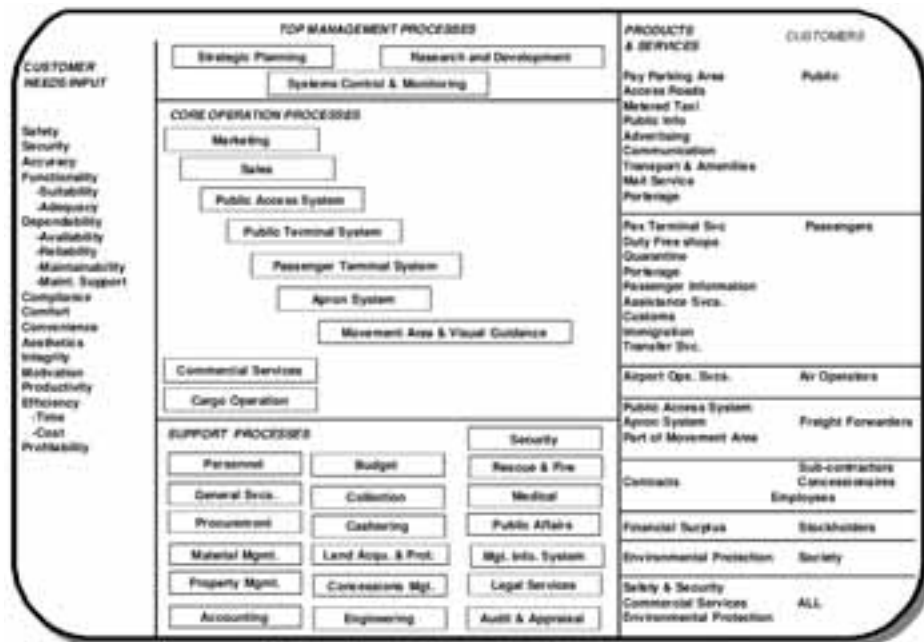 CUSTOMER
NEEDS INPUT
Safety
Security
Accuracy
Functionality
-Suitability
-Adequacy
Dependability
-Availability
-Reliability
-Maintainability
-Maint. Support
Compliance
Comfort
Convenience
Aesthetics
Integrity
Motivation
Productivity
Efficiency
-Time
-Cost
Profitability
TOP MANAGEMENT PROCESSES
Strategic Planning
Research and Development
Systems Control & Monitoring
CORE OPERATION PROCESSES
Marketing
Sales
Public Access System
Public Terminal System
Passenger Terminal System
Apron System
Movement Area & Visual Guidance
Commercial Services
Cargo Operation
SUPPORT PROCESSES
Personnel
General Svcs.
Procurement
Material Mgmt.
Property Mgmt.
Accounting
Budget
Collection
Cashering
Land Acqu. & Prot.
Concessions Mgt.
Engineering
Security
Rescue & Fire
Medical
Public Affairs
Mgt. Info. System
Legal Services
Audit & Appraisal
PRODUCTS
& SERVICES
CUSTOMERS
Pay Parking Area
Public
Access Roads
Metered Taxi
Public Info
Advertising
Communication
Transport & Amenities
Mail Service
Porterage
Pax Terminal Svc
Passengers
Duty Free shops
Quarantine
Porterage
Passenger Information
Assistance Svcs.
Customs
Immigration
Transfer Svc.
Airport Ops. Svcs.
Air Operators
Public Access System
Apron System
Part of Movement Area
Freight Forwarders
Contracts
Sub-contractors
Concessionaires
Employees
Financial Surplus
Stockholders
Environmental Protection
Society
Safety & Security
Commercial Services
Environmental Protection
ALL